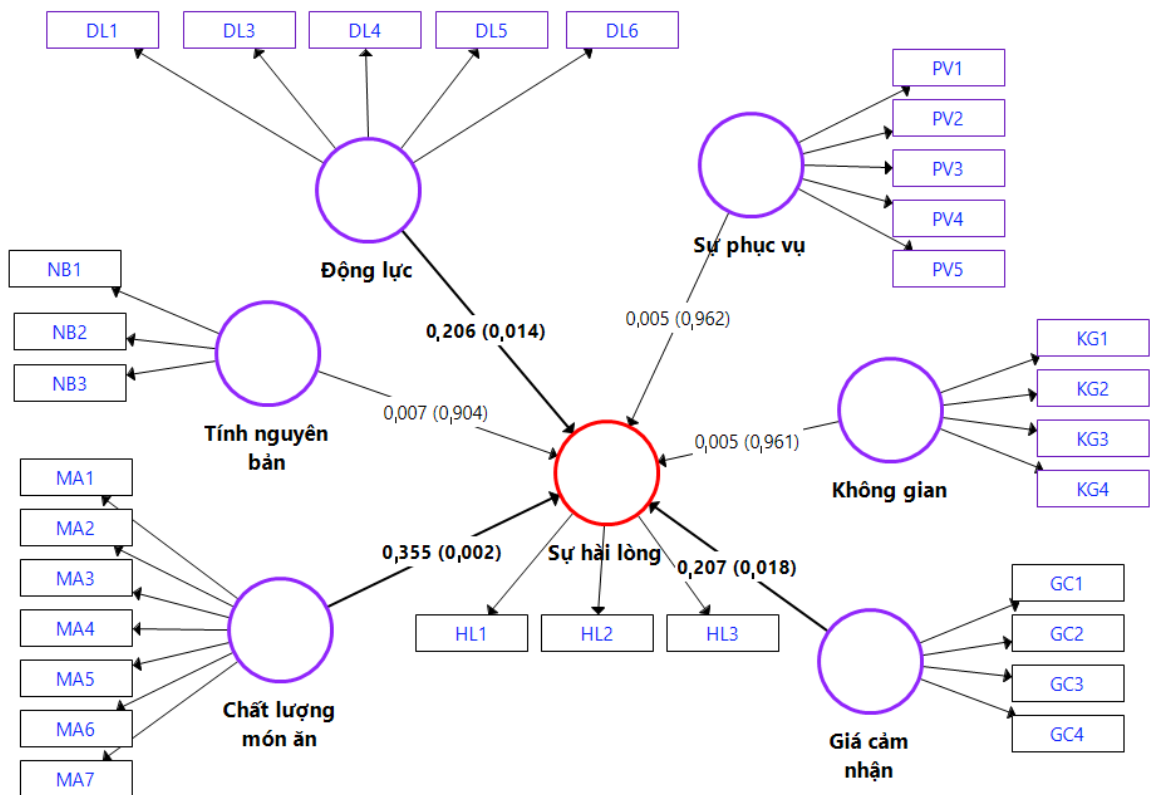 DL1
DL3
DL4
DL5
DL6
Động lực
PV1
PV2
PV3
PV4
PV5
Sự phục vụ
NB1
NB2
NB3
Tính nguyên
bản
0,206 (0,014)
0,005 (0,962)
0,007 (0,904)
0,005 (0,961)
KG1
KG2
KG3
KG4
Không gian
MA1
MA2
MA3
MA4
MA5
MA6
MA7
Chất lượng
món ăn
0,355 (0,002)
Sự hài lòng
0,207 (0,018)
HL1
HL2
HL3
GC1
GC2
GC3
GC4
Giá cảm
nhận